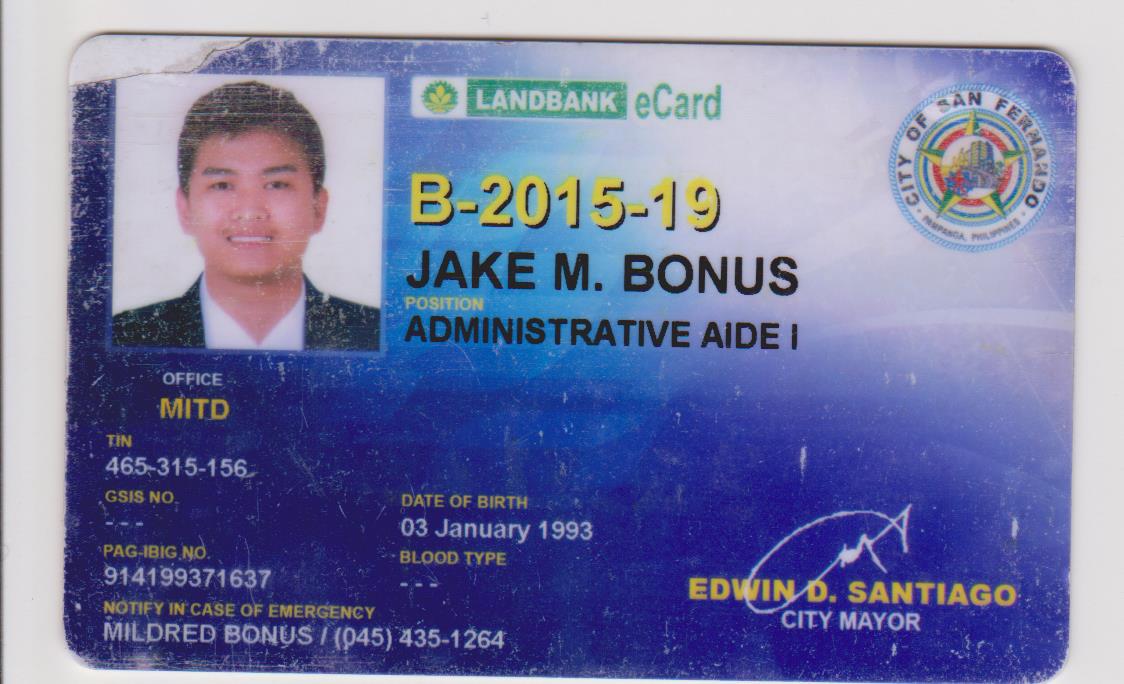 LANDBANK eCard
CITY OF SAN FERNANDO
PAMPANGA, PHILIPPINES
B-2015-19
JAKE M. BONUS
POSITION
ADMINISTRATIVE AIDE I
OFFICE
MITD
TIN
465-315-156
GSIS NO.
---
PAG-IBIG NO.
914199371637
NOTIFY IN CASE OF EMERGENCY
MILDRED BONUS / (045) 435-1264
DATE OF BIRTH
03 January 1993
BLOOD TYPE
---
EDWIN D. SANTIAGO
CITY MAYOR